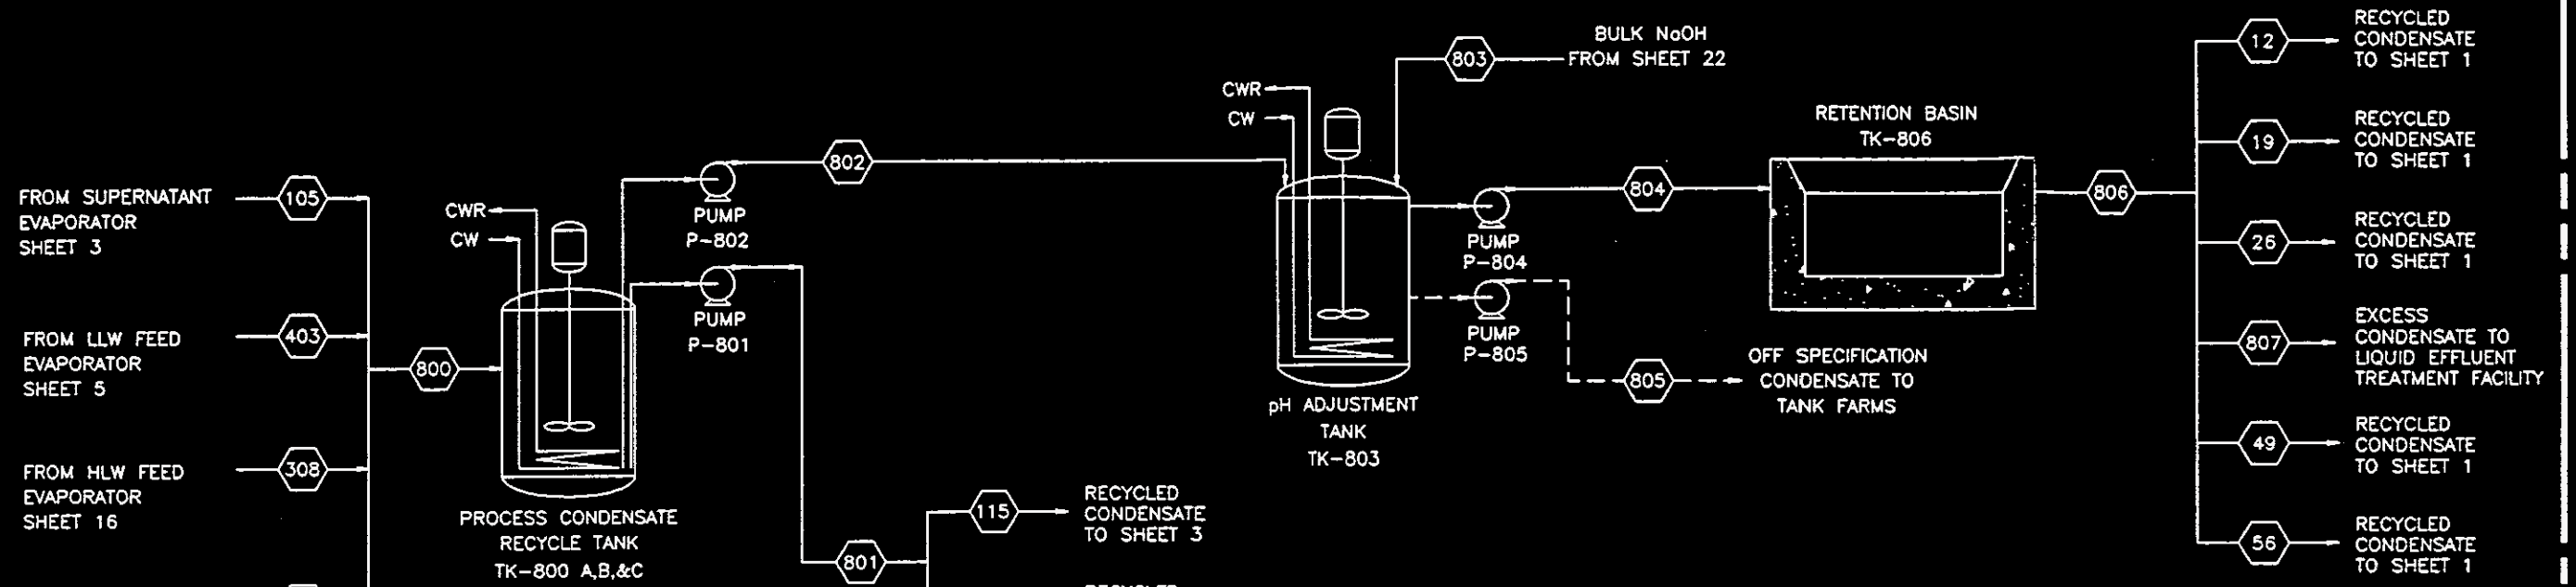 FROM SUPERNATANT
EVAPORATOR
SHEET 3
105
FROM LLW FEED
EVAPORATOR
SHEET 5
403
FROM HLW FEED
EVAPORATOR
SHEET 16
308
800
CWR
CW
PROCESS CONDENSATE
RECYCLE TANK
TK-800 A,B,&C
PUMP
P-802
PUMP
P-801
802
801
115
RECYCLED
CONDENSATE
TO SHEET 3
CWR
CW
803
BULK NaOH
FROM SHEET 22
pH ADJUSTMENT
TANK
TK-803
PUMP
P-804
PUMP
P-805
804
805
OFF SPECIFICATION
CONDENSATE TO
TANK FARMS
RETENTION BASIN
TK-806
806
12
RECYCLED
CONDENSATE
TO SHEET 1
19
RECYCLED
CONDENSATE
TO SHEET 1
26
RECYCLED
CONDENSATE
TO SHEET 1
807
EXCESS
CONDENSATE TO
LIQUID EFFLUENT
TREATMENT FACILITY
49
RECYCLED
CONDENSATE
TO SHEET 1
56
RECYCLED
CONDENSATE
TO SHEET 1